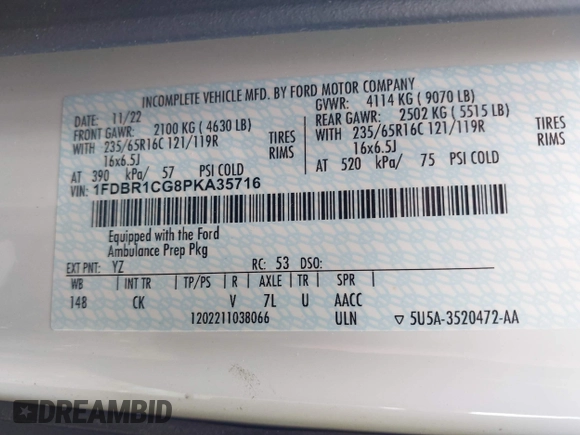 INCOMPLETE VEHICLE MFD. BY FORD MOTOR COMPANY
DATE: 11/22 GVWR: 4114 KG ( 9070 LB)
FRONT GAWR: 2100 KG ( 4630 LB) REAR GAWR: 2502 KG ( 5515 LB)
WITH 235/65R16C 121/119R TIRES WITH 235/65R16C 121/119R TIRES
16x6.5J RIMS 16x6.5J RIMS
AT 390 kPa/ 57 PSI COLD AT 520 kPa/ 75 PSI COLD
VIN: 1FDBR1CG8PKA35716
Equipped with the Ford
Ambulance Prep Pkg
EXT PNT: YZ RC: 53 DSO:
WB INT TR TP/PS R AXLE TR SPR
148 CK V 7L U AACC
1202211038066 ULN ▽ 5U5A-3520472-AA
DREAMBID